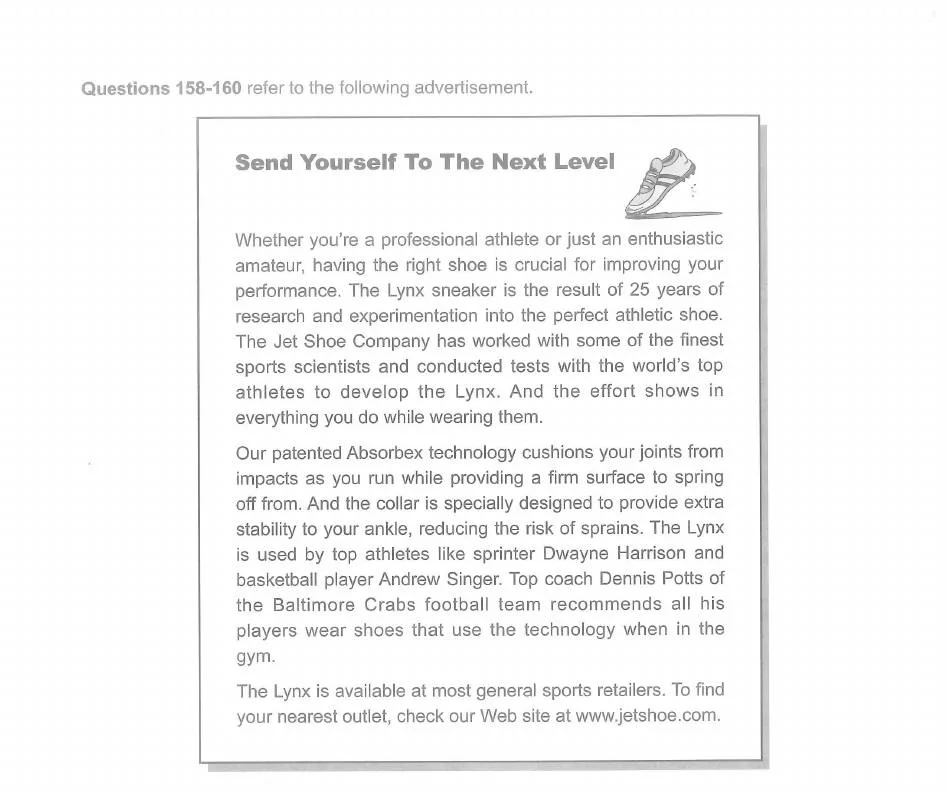 Questions 158-160 refer to the following advertisement.
Send Yourself To The Next Level
Whether you're a professional athlete or just an enthusiastic
amateur, having the right shoe is crucial for improving your
performance. The Lynx sneaker is the result of 25 years of
research and experimentation into the perfect athletic shoe.
The Jet Shoe Company has worked with some of the finest
sports scientists and conducted tests with the world's top
athletes to develop the Lynx. And the effort shows in
everything you do while wearing them.
Our patented Absorbex technology cushions your joints from
impacts as you run while providing a firm surface to spring
off from. And the collar is specially designed to provide extra
stability to your ankle, reducing the risk of sprains. The Lynx
is used by top athletes like sprinter Dwayne Harrison and
basketball player Andrew Singer. Top coach Dennis Potts of
the Baltimore Crabs football team recommends all his
players wear shoes that use the technology when in the
gym.
The Lynx is available at most general sports retailers. To find
your nearest outlet, check our Web site at www.jetshoe.com.